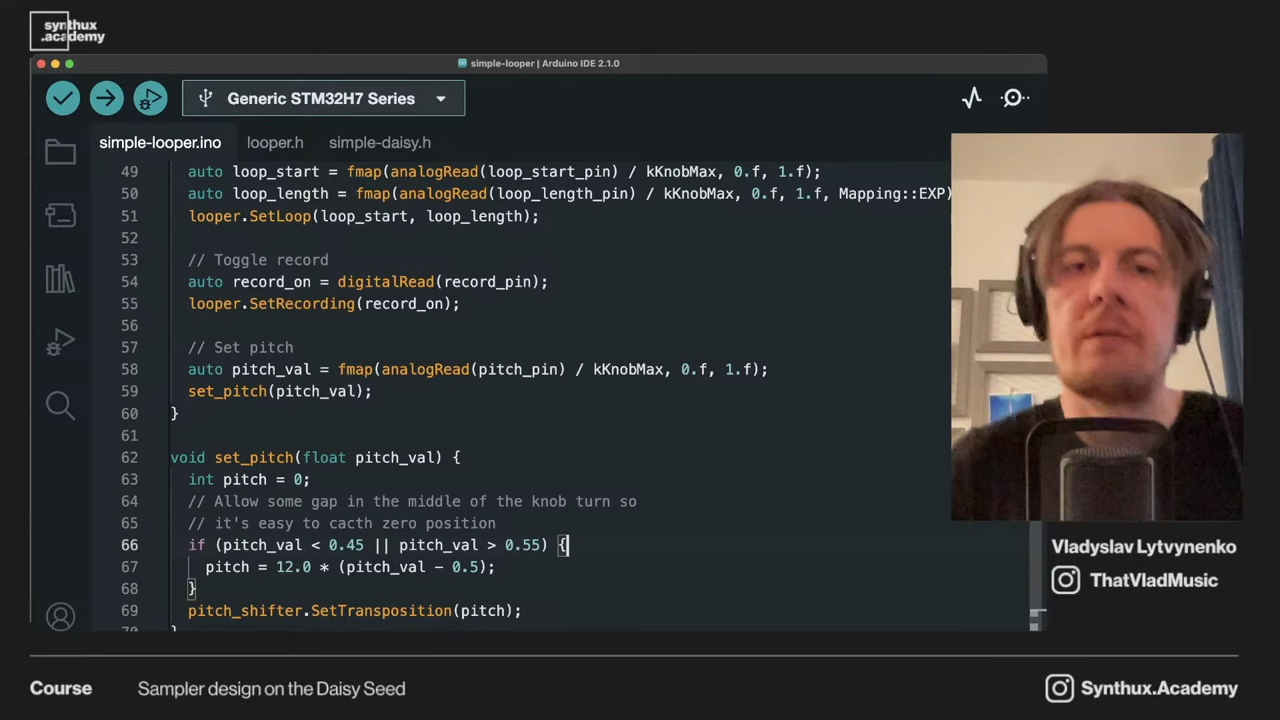 synthux
.academy
simple-looper | Arduino IDE 2.1.0
Generic STM32H7 Series
simple-looper.ino looper.h simple-daisy.h
49 auto loop_start = fmap(analogRead(loop_start_pin) / kKnobMax, 0.f, 1.f);
50 auto loop_length = fmap(analogRead(loop_length_pin) / kKnobMax, 0.f, 1.f, Mapping::EXP)
51 looper.SetLoop(loop_start, loop_length);
52
53 // Toggle record
54 auto record_on = digitalRead(record_pin);
55 looper.SetRecording(record_on);
56
57 // Set pitch
58 auto pitch_val = fmap(analogRead(pitch_pin) / kKnobMax, 0.f, 1.f);
59 set_pitch(pitch_val);
60 }
61
62 void set_pitch(float pitch_val) {
63 int pitch = 0;
64 // Allow some gap in the middle of the knob turn so
65 // it's easy to cacth zero position
66 if (pitch_val < 0.45 || pitch_val > 0.55) {
67 pitch = 12.0 * (pitch_val - 0.5);
68 }
69 pitch_shifter.SetTransposition(pitch);
70 }
Vladyslav Lytvynenko
ThatVladMusic
Course Sampler design on the Daisy Seed
Synthux.Academy